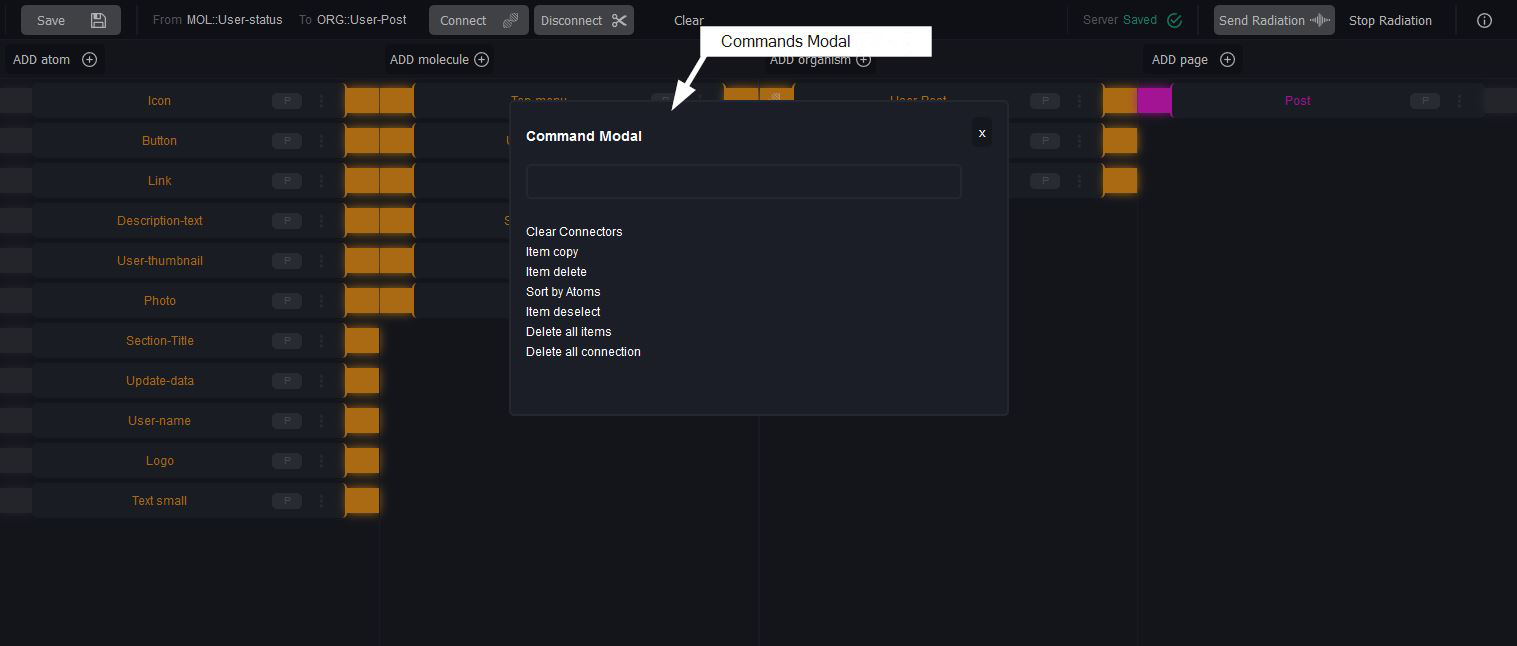 Save
From MOL::User-status To ORG::User-Post
Connect
Disconnect
Clear
Server Saved
Send Radiation
Stop Radiation
Commands Modal
ADD atom
ADD molecule
ADD organism
ADD page
Icon P
Button P
Link P
Description-text P
User-thumbnail P
Photo P
Section-Title P
Update-data P
User-name P
Logo P
Text small P
Top-menu
User-Post P
P
P
Post P
Command Modal x
Clear Connectors
Item copy
Item delete
Sort by Atoms
Item deselect
Delete all items
Delete all connection